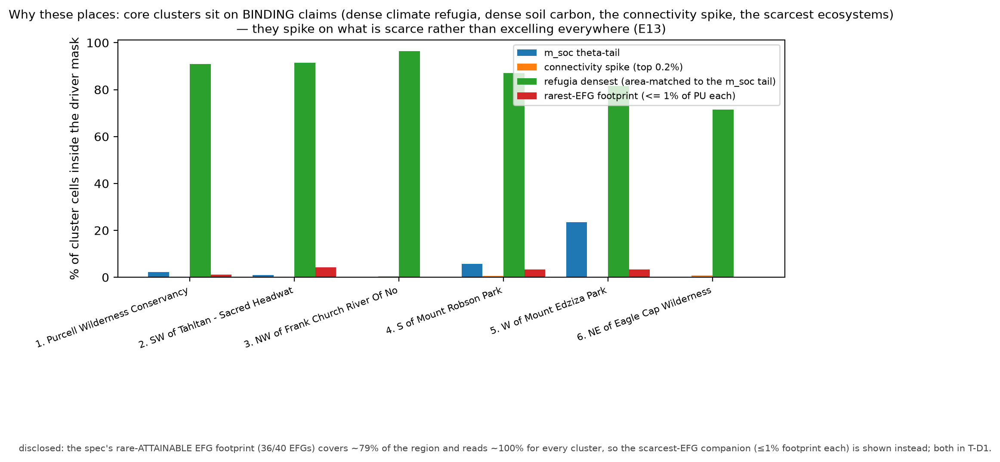 Why these places: core clusters sit on BINDING claims (dense climate refugia, dense soil carbon, the connectivity spike, the scarcest ecosystems)
— they spike on what is scarce rather than excelling everywhere (E13)
% of cluster cells inside the driver mask
100
80
60
40
20
0
m_soc theta-tail
connectivity spike (top 0.2%)
refugia densest (area-matched to the m_soc tail)
rarest-EFG footprint (<= 1% of PU each)
1. Purcell Wilderness Conservancy
2. SW of Tahltan - Sacred Headwat
3. NW of Frank Church River Of No
4. S of Mount Robson Park
5. W of Mount Edziza Park
6. NE of Eagle Cap Wilderness
disclosed: the spec's rare-ATTAINABLE EFG footprint (36/40 EFGs) covers ~79% of the region and reads ~100% for every cluster, so the scarcest-EFG companion (≤1% footprint each) is shown instead; both in T-D1.